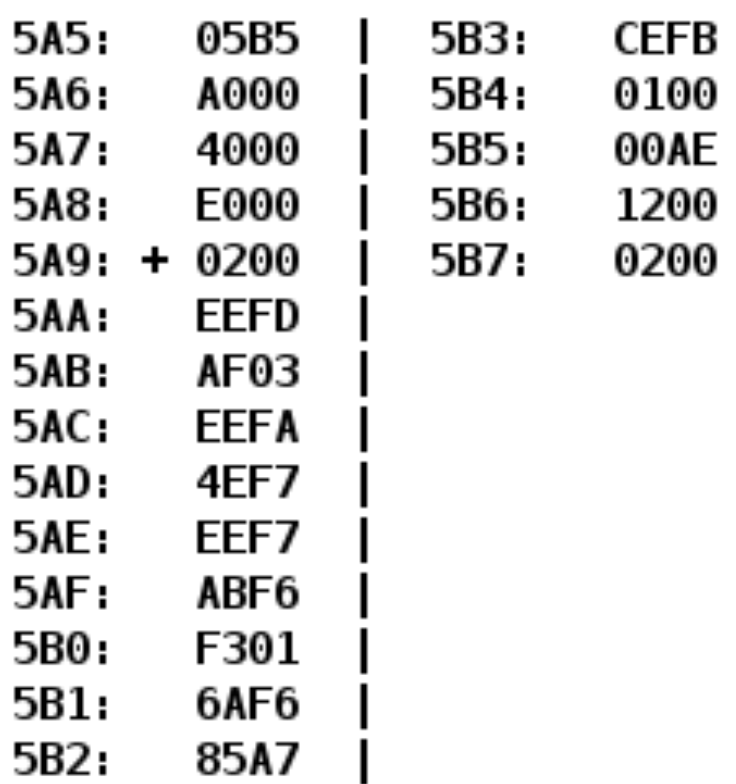 5A5: 05B5 | 5B3: CEFB
5A6: A000 | 5B4: 0100
5A7: 4000 | 5B5: 00AE
5A8: E000 | 5B6: 1200
5A9: + 0200 | 5B7: 0200
5AA: EEFD |
5AB: AF03 |
5AC: EEFA |
5AD: 4EF7 |
5AE: EEF7 |
5AF: ABF6 |
5B0: F301 |
5B1: 6AF6 |
5B2: 85A7 |